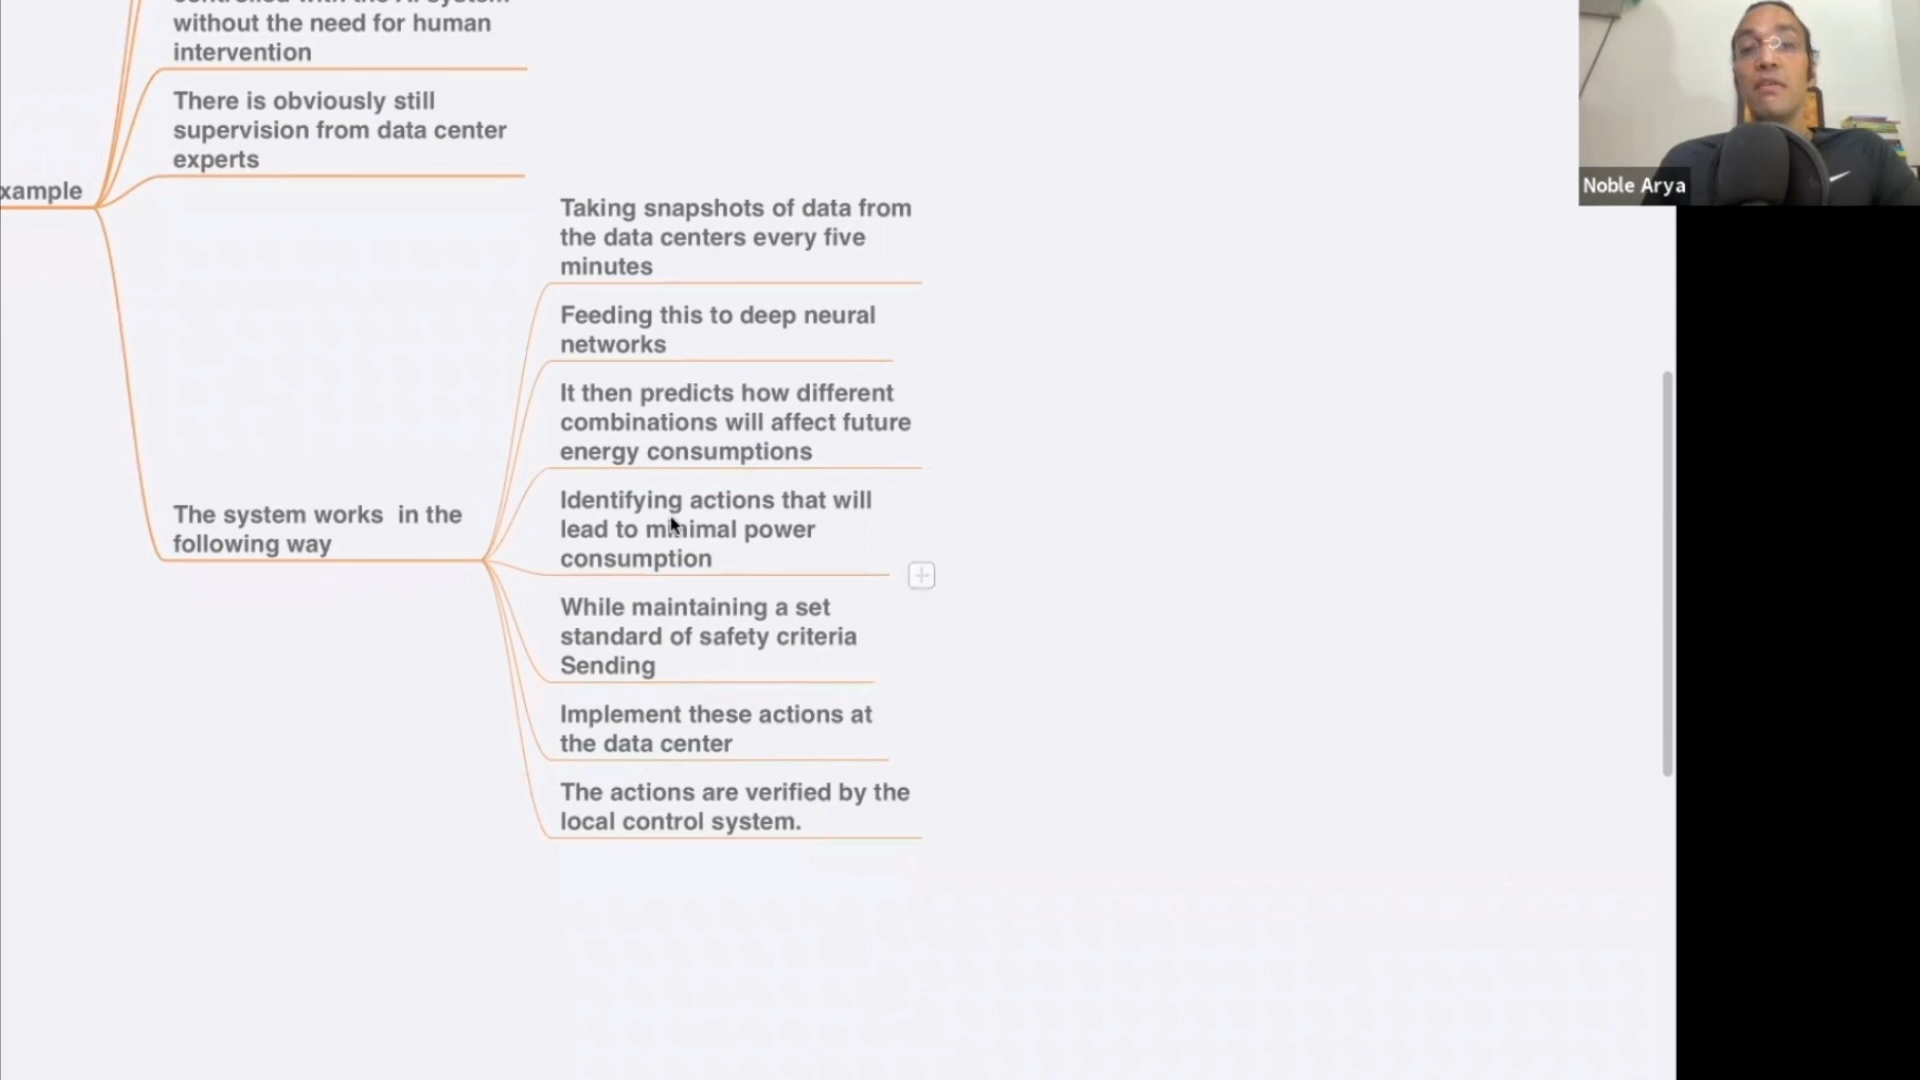 without the need for human
intervention
There is obviously still
supervision from data center
experts
xample
Taking snapshots of data from
the data centers every five
minutes
Feeding this to deep neural
networks
It then predicts how different
combinations will affect future
energy consumptions
The system works  in the
following way
Identifying actions that will
lead to minimal power
consumption
While maintaining a set
standard of safety criteria
Sending
Implement these actions at
the data center
The actions are verified by the
local control system.
Noble Arya